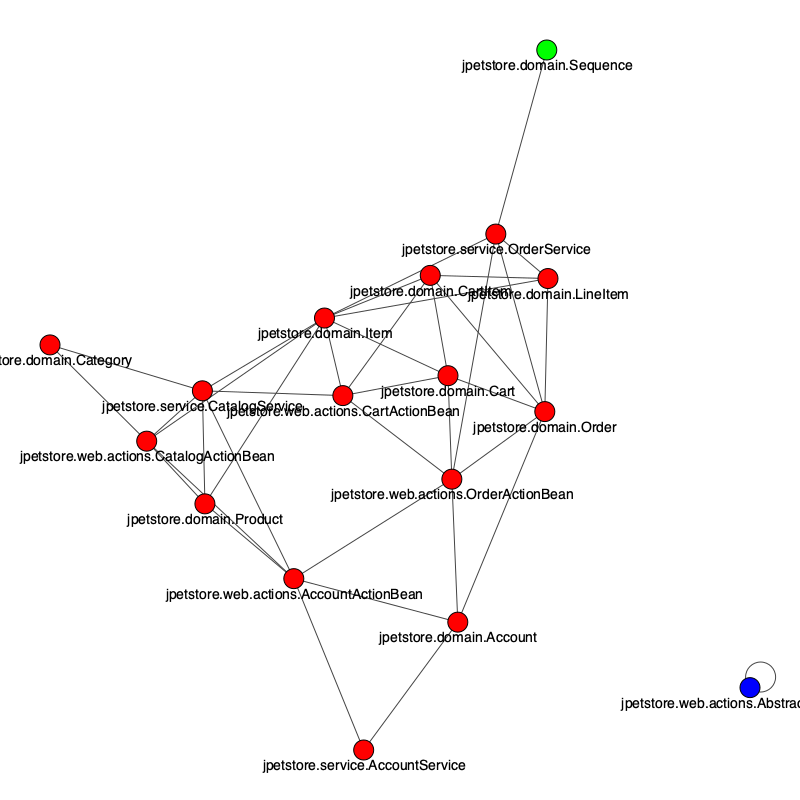 jpetstore.domain.Sequence
jpetstore.service.OrderService
jpetstore.domain.CartItem
jpetstore.domain.LineItem
jpetstore.domain.Item
tore.domain.Category
jpetstore.domain.Cart
jpetstore.service.CatalogService
jpetstore.web.actions.CartActionBean
jpetstore.domain.Order
jpetstore.web.actions.CatalogActionBean
jpetstore.web.actions.OrderActionBean
jpetstore.domain.Product
jpetstore.web.actions.AccountActionBean
jpetstore.domain.Account
jpetstore.web.actions.Abstrac
jpetstore.service.AccountService